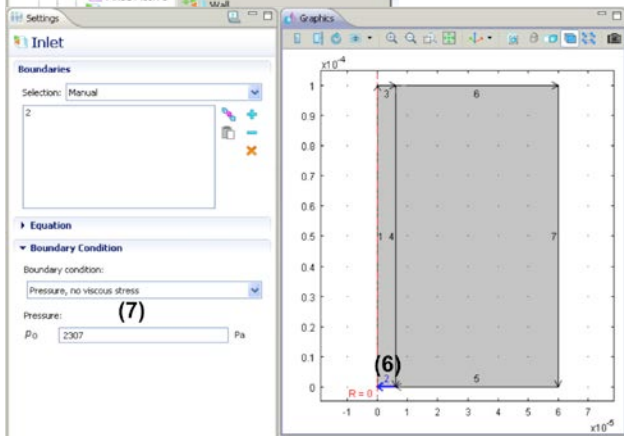 Wall
Settings
Inlet
Boundaries
Selection: Manual
2
Equation
Boundary Condition
Boundary condition:
Pressure, no viscous stress
(7)
Pressure:
Po 2307 Pa
Graphics
x10-4
1
0.9
0.8
0.7
0.6
0.5
0.4
0.3
0.2
0.1
0
3 6
1 4 7
(6)
2 5
R = 0
-1 0 1 2 3 4 5 6 7
x10-5